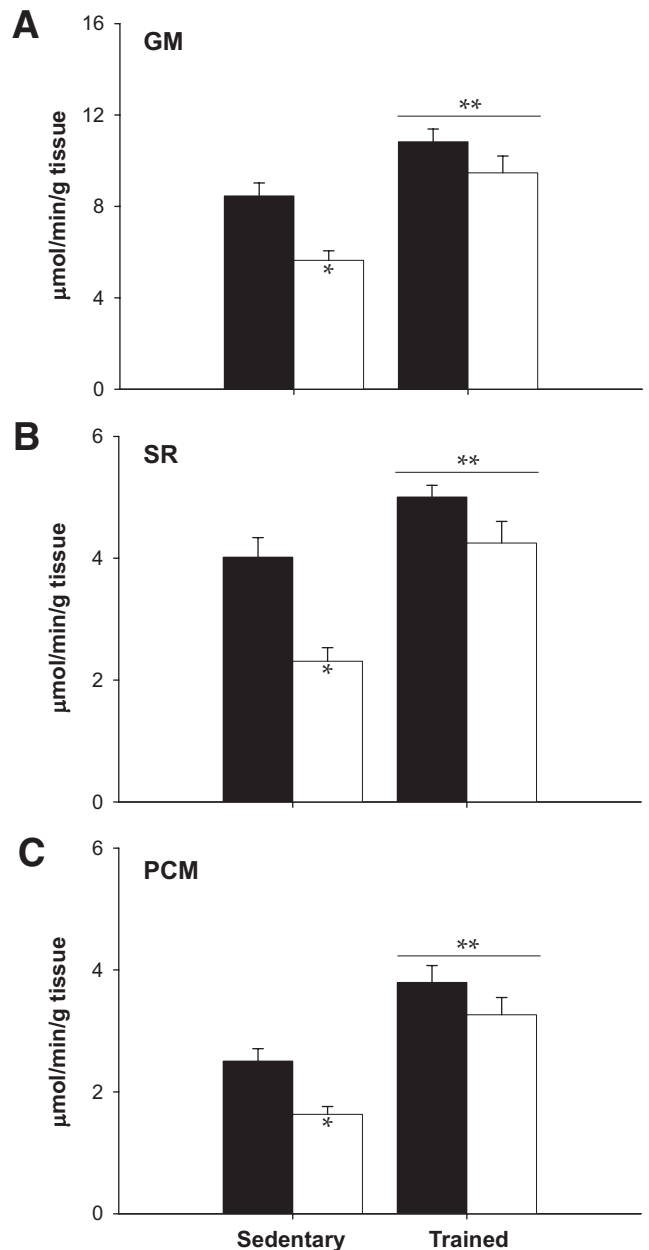 A
GM
16
12
8
4
0
µmol/min/g tissue
*
**
B
SR
6
4
2
0
µmol/min/g tissue
*
**
C
PCM
6
4
2
0
µmol/min/g tissue
*
**
Sedentary Trained